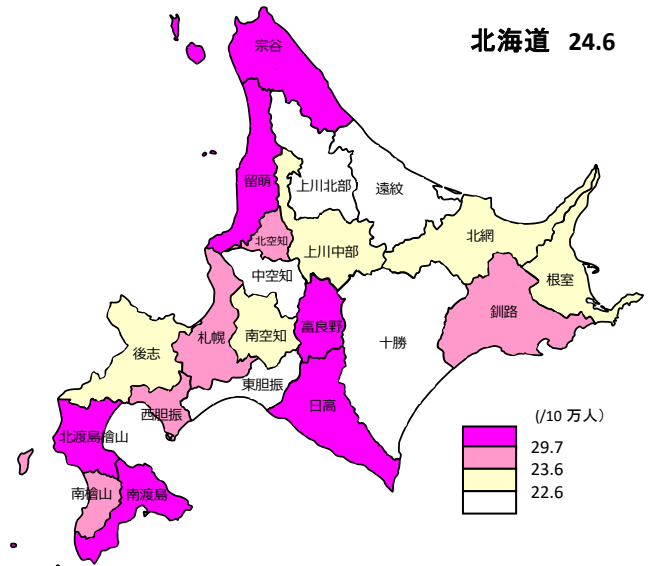 北海道 24.6
宗谷
留萌
上川北部
遠紋
北空知
上川中部
北網
中空知
根室
釧路
富良野
札幌
南空知
十勝
後志
東胆振
日高
西胆振
北渡島檜山
南檜山
南渡島
(/10 万人)
29.7
23.6
22.6